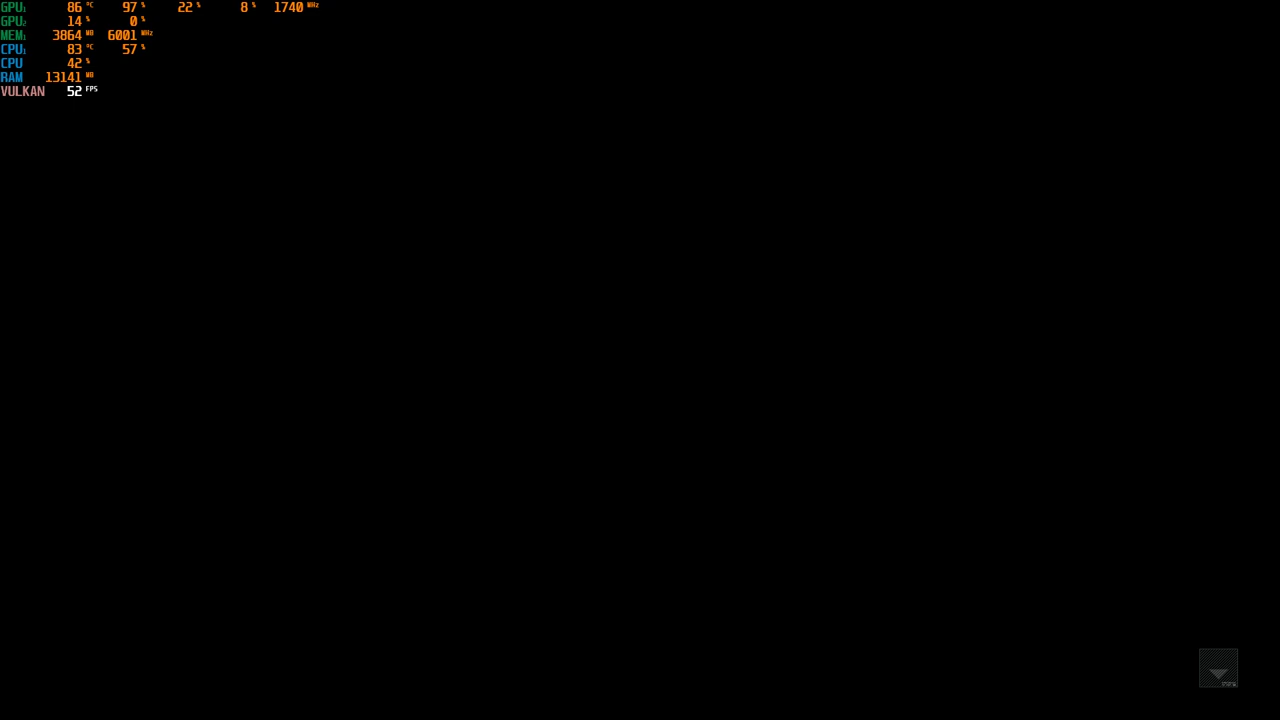 GPU1 86 °C 97 % 22 % 8 % 1740 MHz
GPU2 14 % 0 %
MEM1 3864 MB 6001 MHz
CPU1 83 °C 57 %
CPU 42 %
RAM 13141 MB
VULKAN 52 FPS